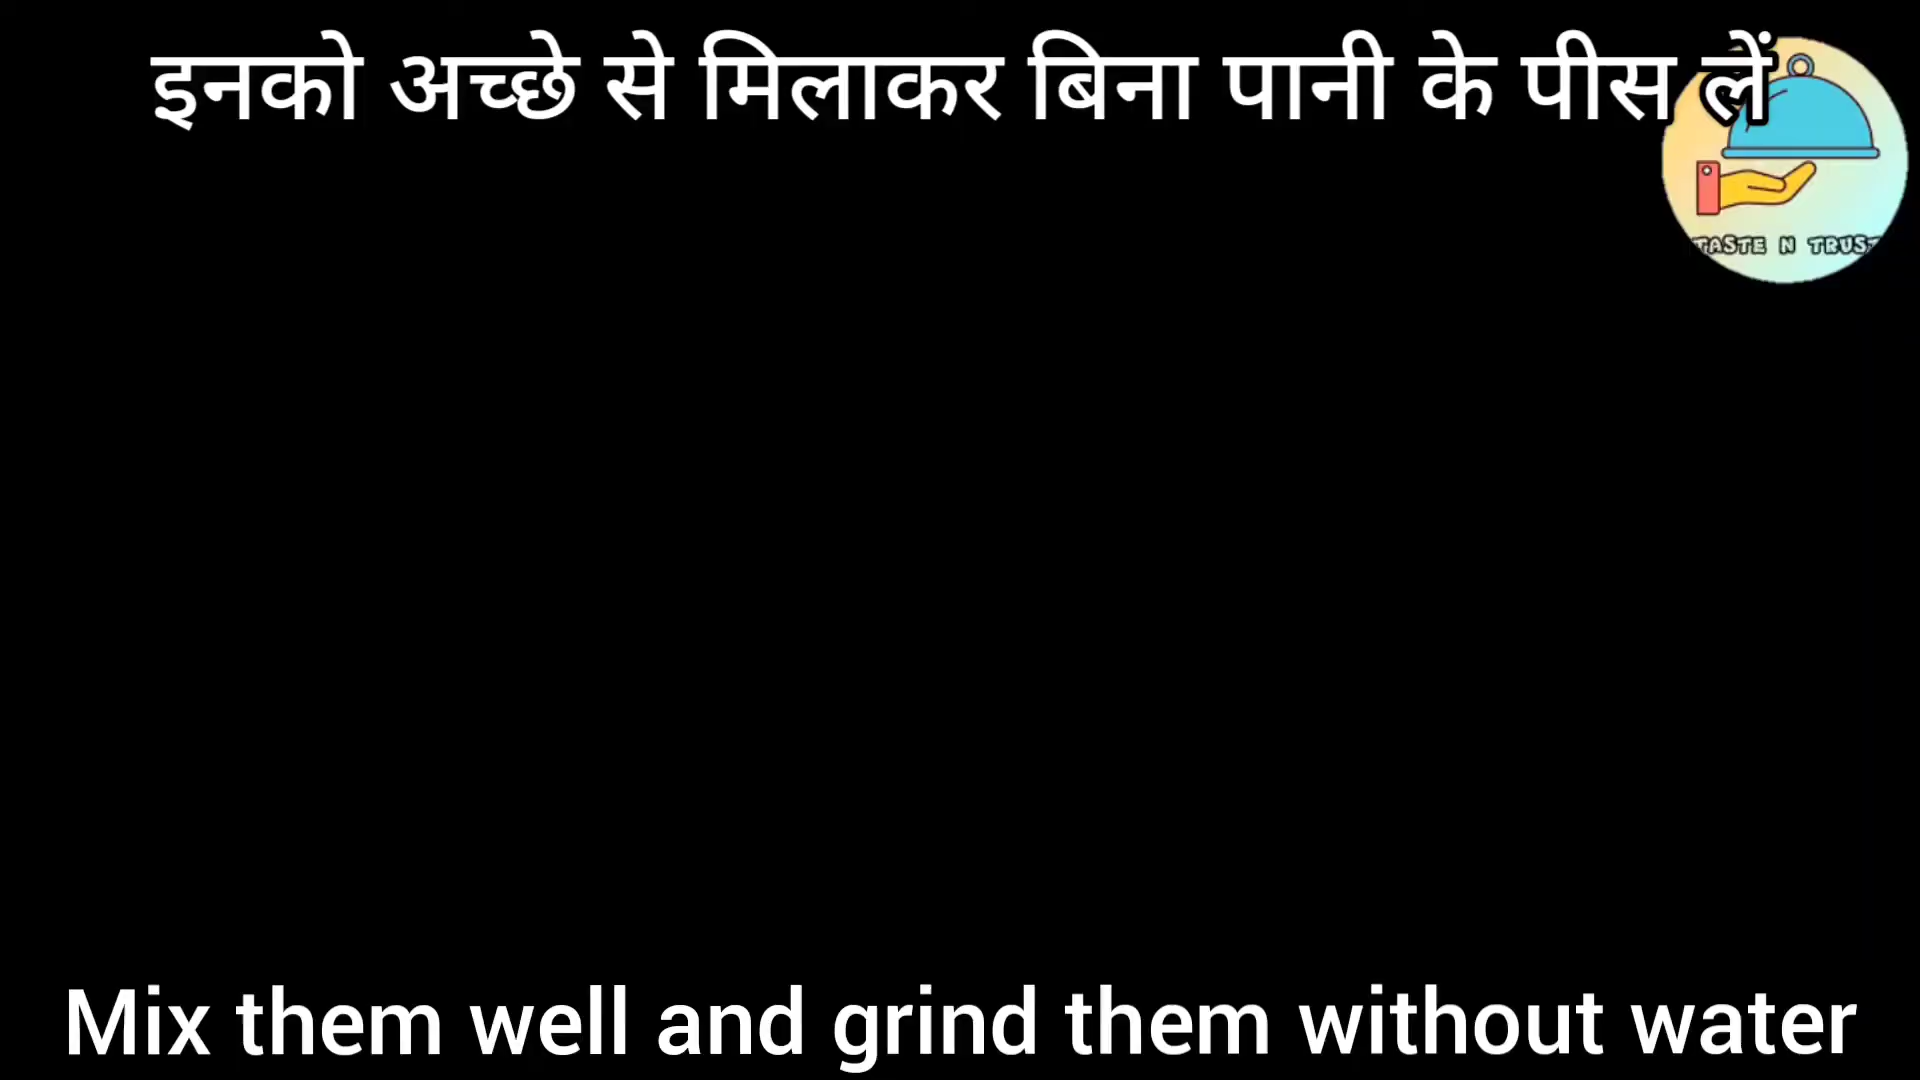 इनको अच्छे से मिलाकर बिना पानी के पीस लें
TASTE N TRUST
Mix them well and grind them without water